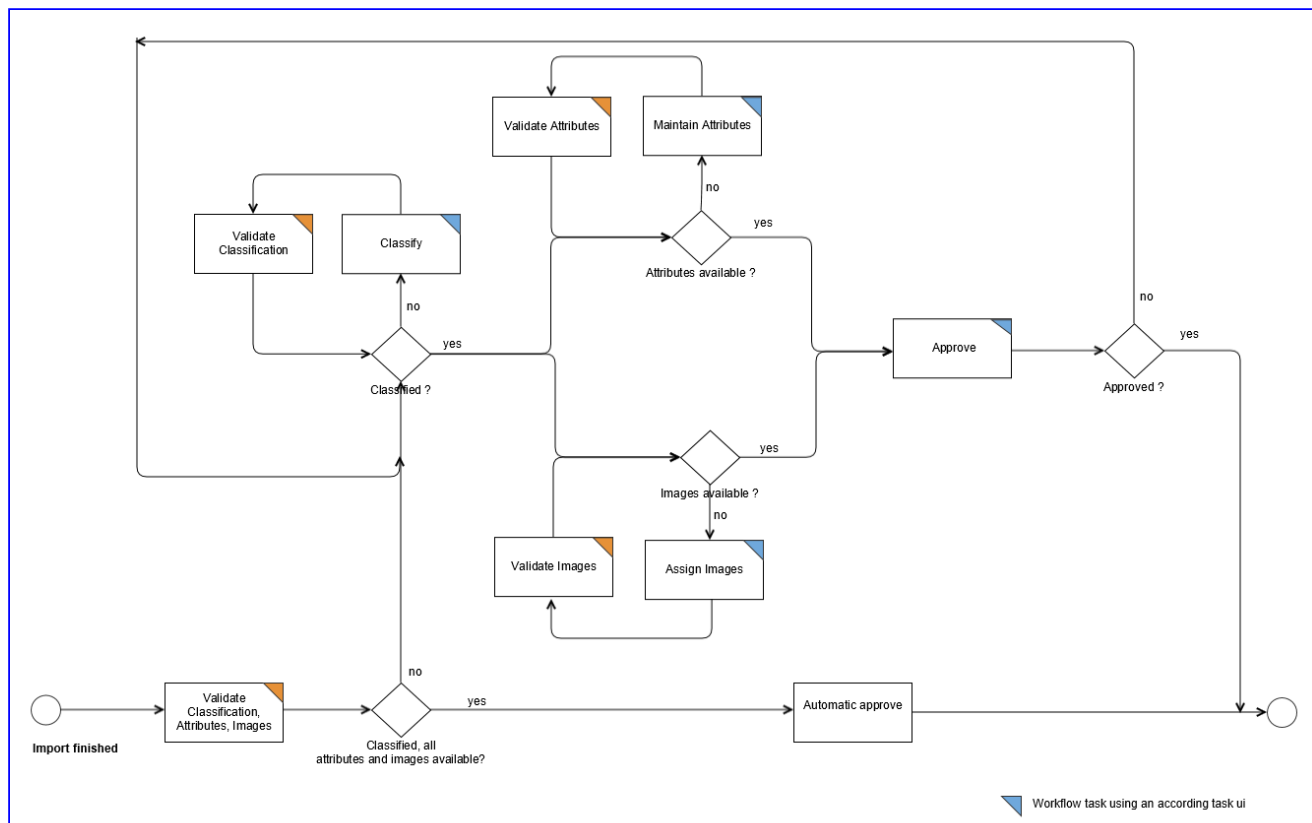 Validate Attributes
Maintain Attributes
no
yes
Attributes available ?
Validate
Classification
Classify
no
yes
Classified ?
Approve
no
yes
Approved ?
yes
Images available ?
no
Validate Images
Assign Images
Validate
Classification,
Attributes, Images
no
yes
Classified, all
attributes and images available?
Automatic approve
Import finished
Workflow task using an according task ui